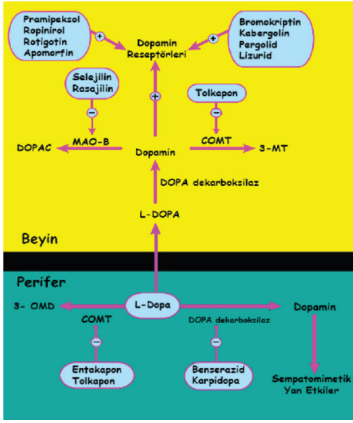 Pramipeksol
Ropinirol
Rotigotin
Apomorfin
Dopamin
Reseptörleri
Bromokriptin
Kabergolin
Pergolid
Lizurid
Selejilin
Rasajilin
Tolkapon
DOPAC
MAO-B
Dopamin
COMT
3-MT
DOPA dekarboksilaz
L-DOPA
Beyin
Perifer
3- OMD
L-Dopa
Dopamin
COMT
DOPA dekarboksilaz
Entakapon
Tolkapon
Benserazid
Karpidopa
Sempatomimetik
Yan Etkiler